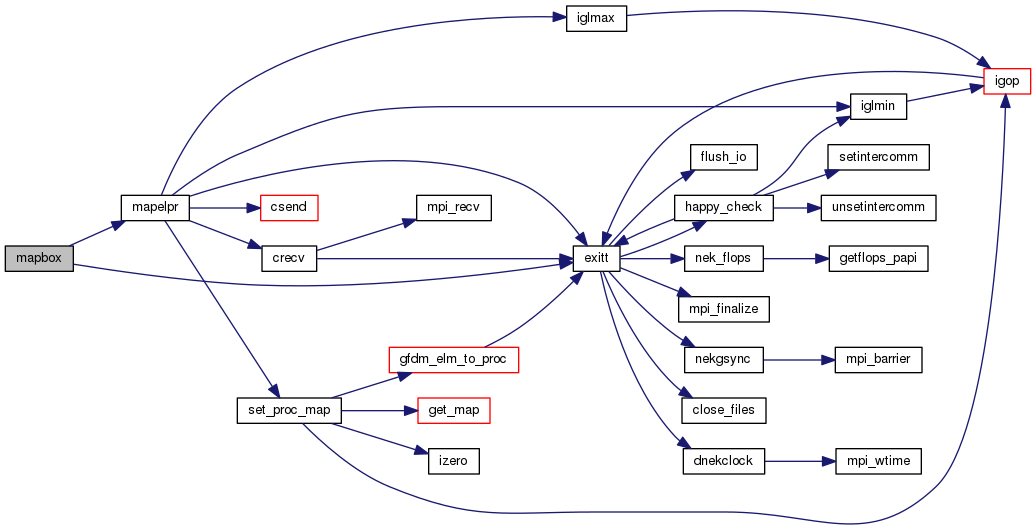 iglmax
igop
iglmin
flush_io
setintercomm
mapelpr
csend
mpi_recv
happy_check
unsetintercomm
mapbox
crecv
exitt
nek_flops
getflops_papi
mpi_finalize
gfdm_elm_to_proc
nekgsync
mpi_barrier
set_proc_map
get_map
close_files
izero
dnekclock
mpi_wtime